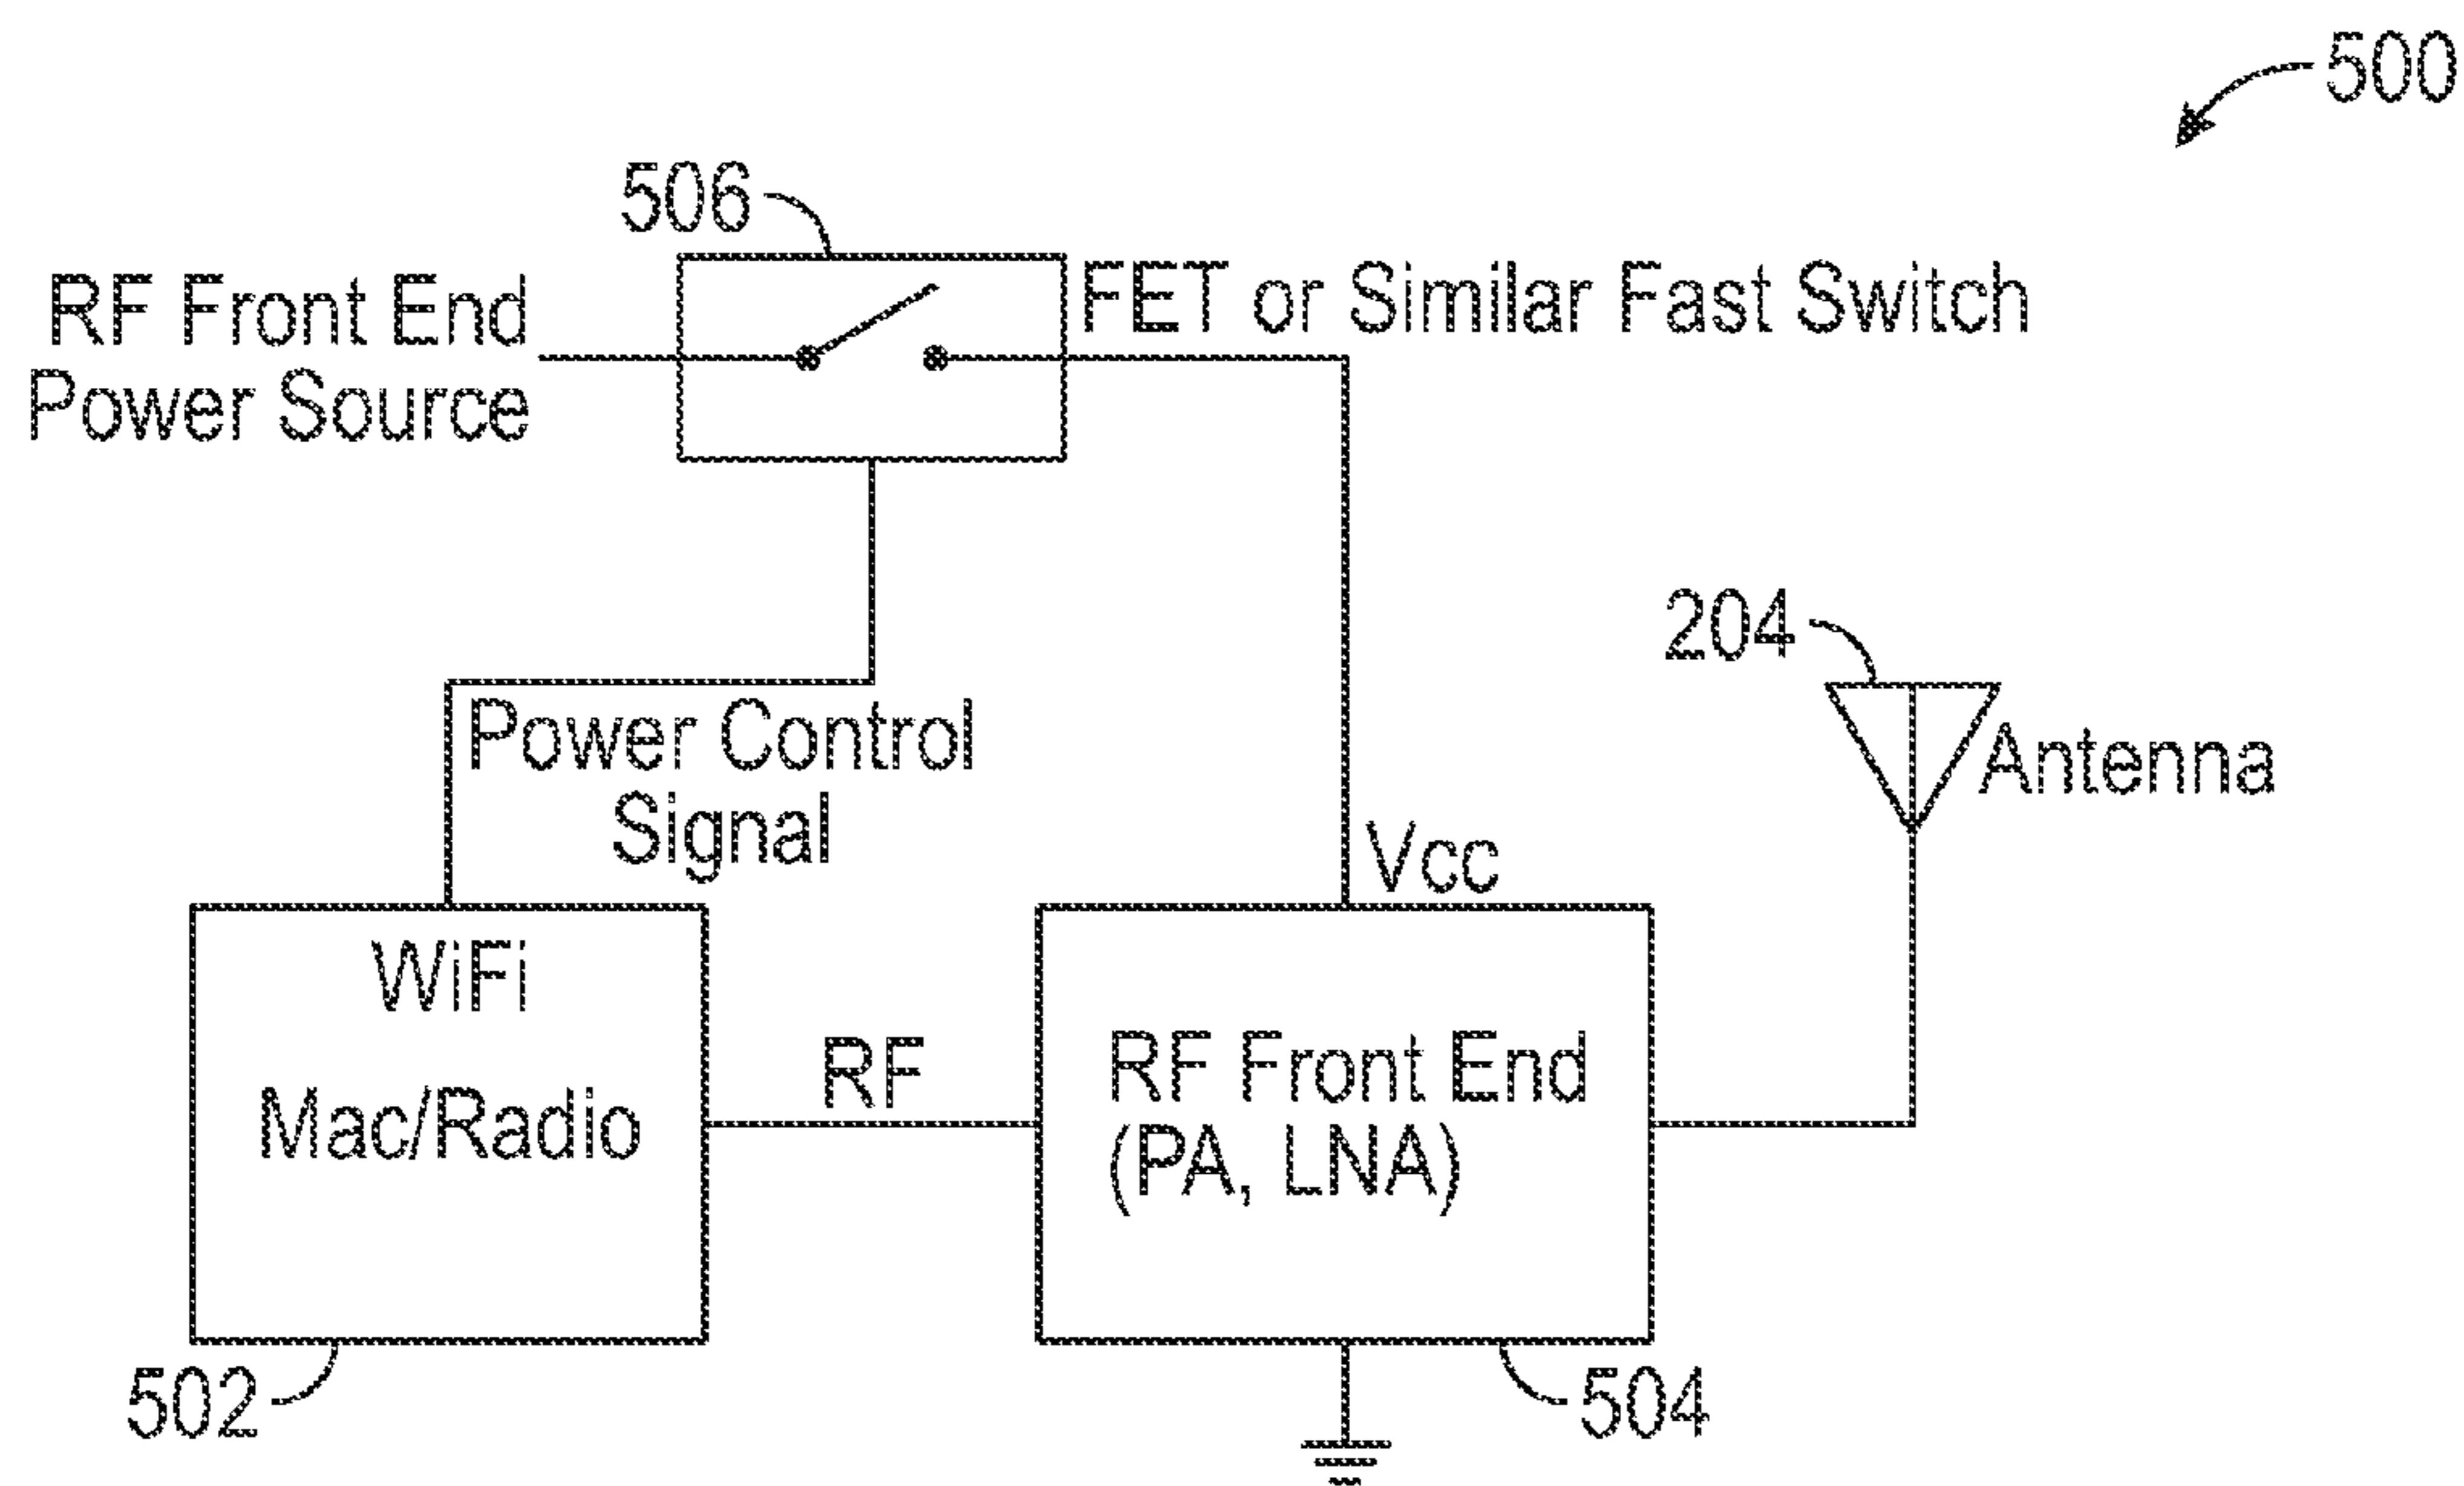 500
506
RF Front End
Power Source
FET or Similar Fast Switch
204
Antenna
Power Control
Signal
Vcc
WiFi
Mac/Radio
RF
RF Front End
(PA, LNA)
502
504